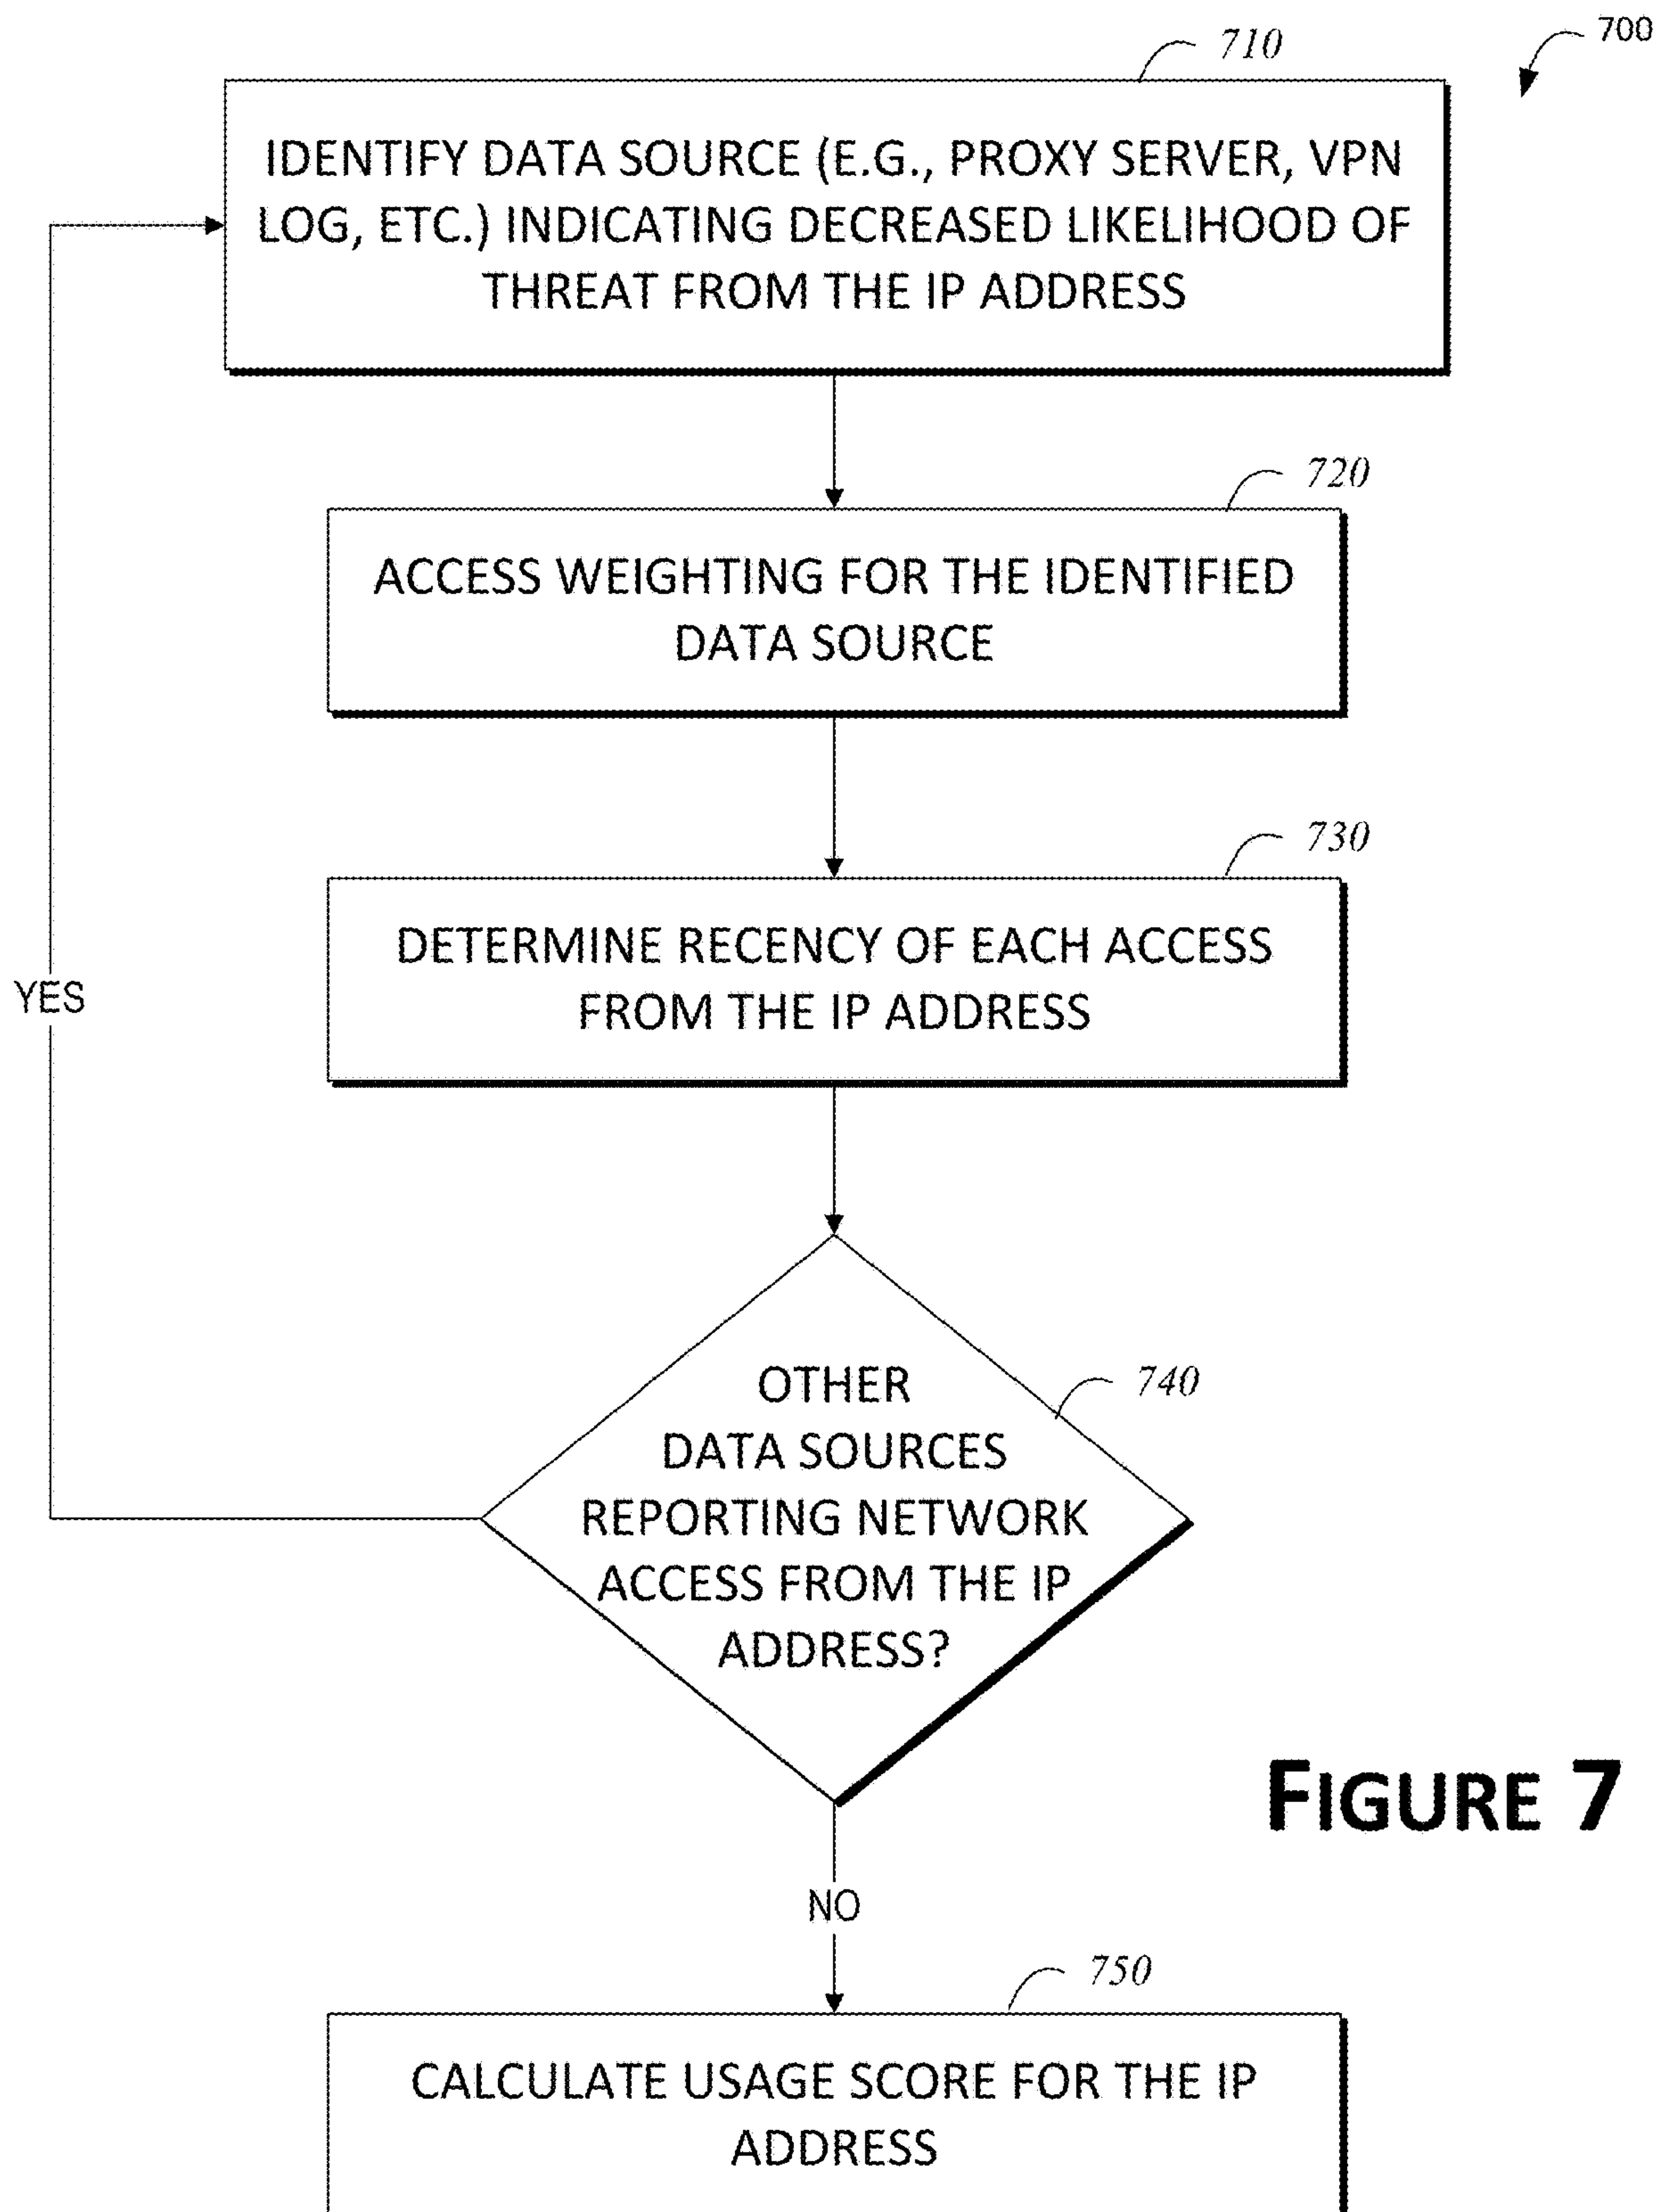 700
710
IDENTIFY DATA SOURCE (E.G., PROXY SERVER, VPN
LOG, ETC.) INDICATING DECREASED LIKELIHOOD OF
THREAT FROM THE IP ADDRESS
720
ACCESS WEIGHTING FOR THE IDENTIFIED
DATA SOURCE
730
DETERMINE RECENCY OF EACH ACCESS
FROM THE IP ADDRESS
YES
740
OTHER
DATA SOURCES
REPORTING NETWORK
ACCESS FROM THE IP
ADDRESS?
FIGURE 7
NO
750
CALCULATE USAGE SCORE FOR THE IP
ADDRESS